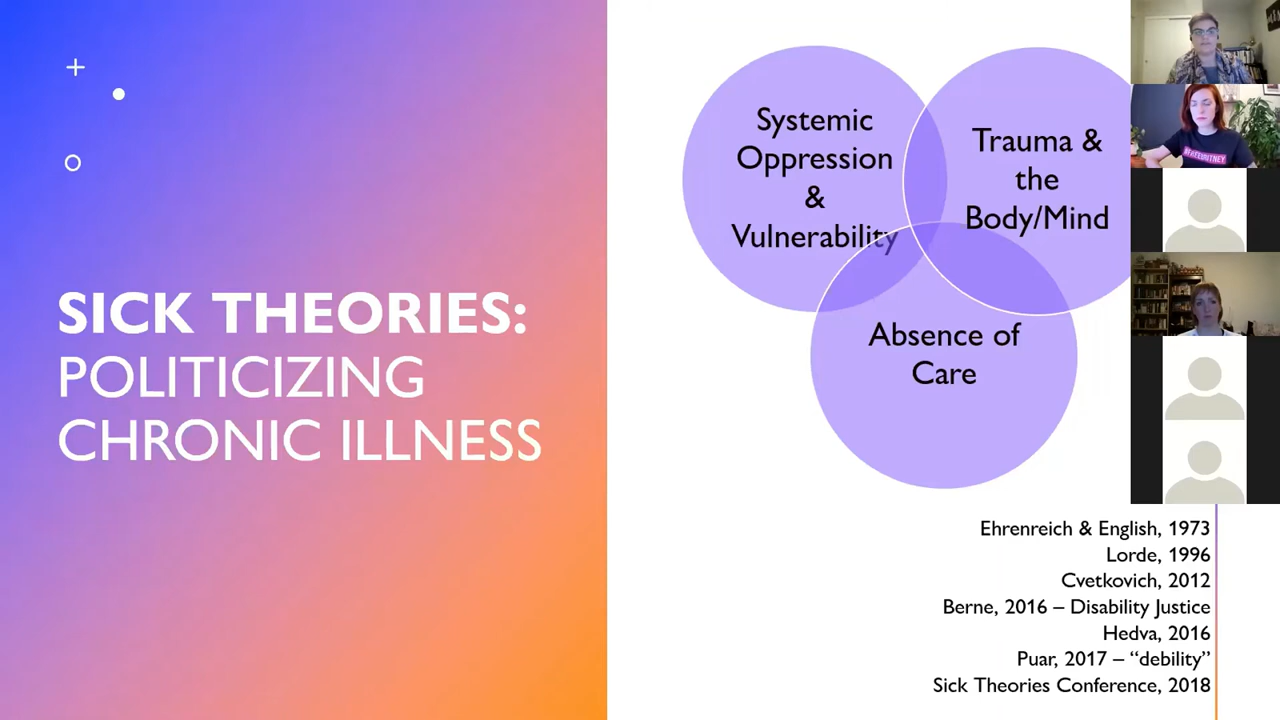 SICK THEORIES:
POLITICIZING
CHRONIC ILLNESS
Systemic
Oppression
&
Vulnerability
Trauma &
the
Body/Mind
Absence of
Care
Ehrenreich & English, 1973
Lorde, 1996
Cvetkovich, 2012
Berne, 2016 – Disability Justice
Hedva, 2016
Puar, 2017 – “debility”
Sick Theories Conference, 2018
#FREEBRITNEY